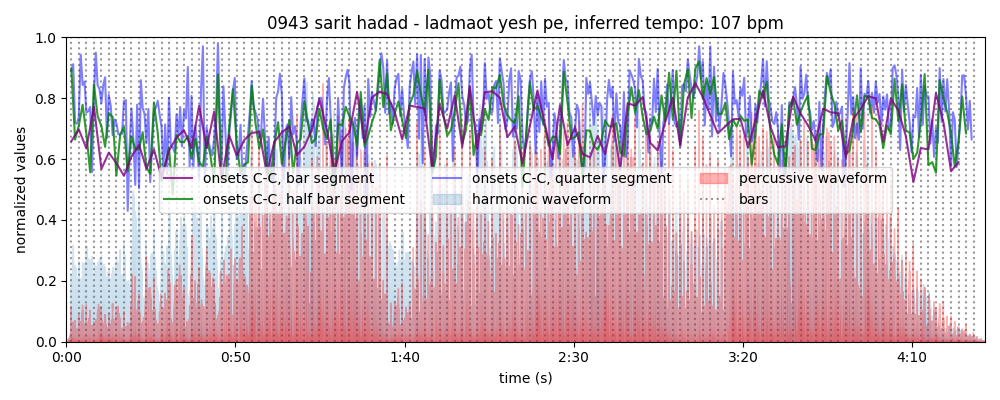 0943 sarit hadad - ladmaot yesh pe, inferred tempo: 107 bpm
1.0
0.8
0.6
0.4
0.2
0.0
normalized values
onsets C-C, bar segment
onsets C-C, half bar segment
onsets C-C, quarter segment
harmonic waveform
percussive waveform
bars
0:00 0:50 1:40 2:30 3:20 4:10
time (s)